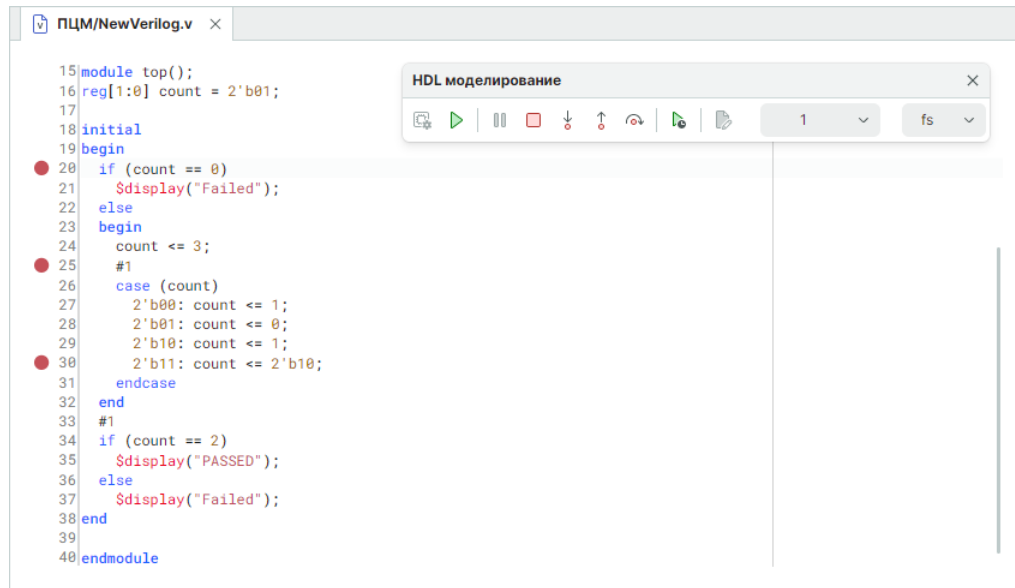 ПЦМ/NewVerilog.v
HDL моделирование
1 fs
15 module top();
16 reg[1:0] count = 2'b01;
17
18 initial
19 begin
20 if (count == 0)
21 $display("Failed");
22 else
23 begin
24 count <= 3;
25 #1
26 case (count)
27 2'b00: count <= 1;
28 2'b01: count <= 0;
29 2'b10: count <= 1;
30 2'b11: count <= 2'b10;
31 endcase
32 end
33 #1
34 if (count == 2)
35 $display("PASSED");
36 else
37 $display("Failed");
38 end
39
40 endmodule